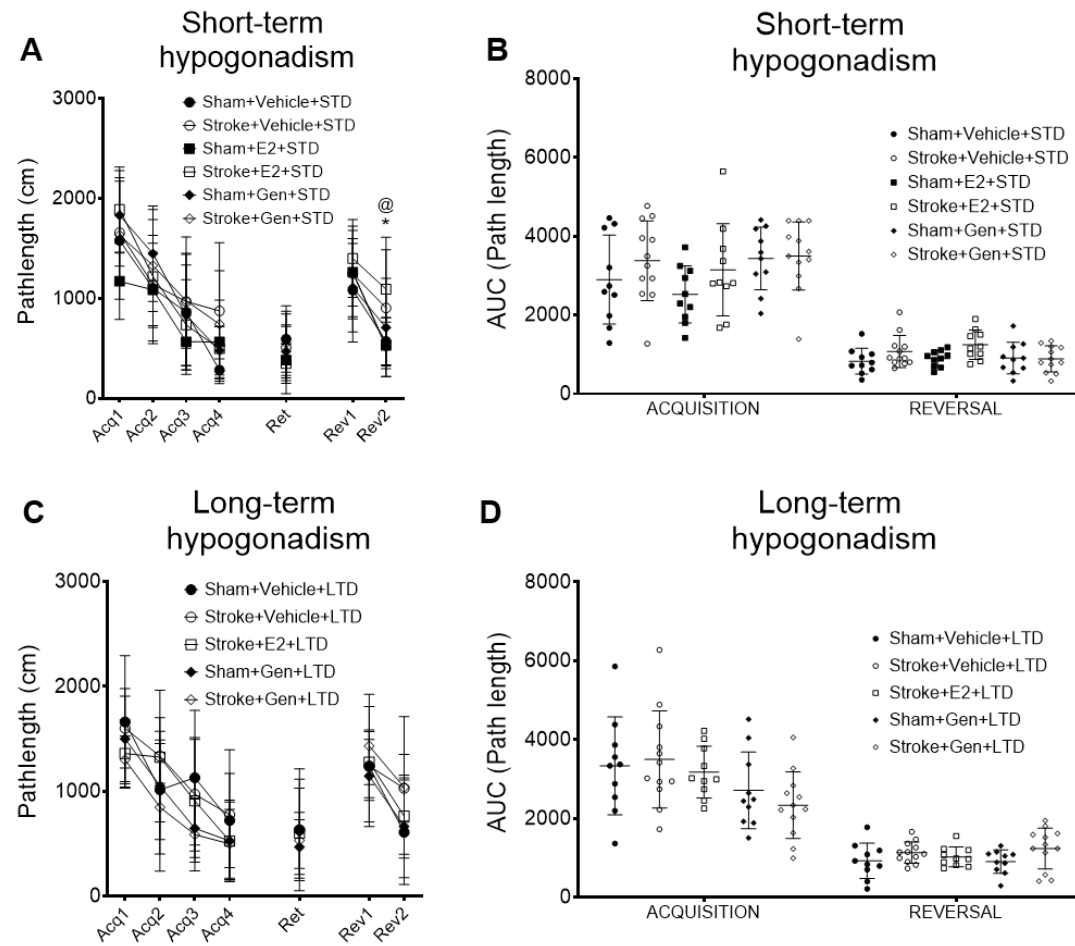 A
Short-term
hypogonadism
Pathlength (cm)
3000
2000
1000
0
Sham+Vehicle+STD
Stroke+Vehicle+STD
Sham+E2+STD
Stroke+E2+STD
Sham+Gen+STD
Stroke+Gen+STD
@
*
Acq1
Acq2
Acq3
Acq4
Ret
Rev1
Rev2
B
Short-term
hypogonadism
AUC (Path length)
8000
6000
4000
2000
0
Sham+Vehicle+STD
Stroke+Vehicle+STD
Sham+E2+STD
Stroke+E2+STD
Sham+Gen+STD
Stroke+Gen+STD
ACQUISITION
REVERSAL
C
Long-term
hypogonadism
Pathlength (cm)
3000
2000
1000
0
Sham+Vehicle+LTD
Stroke+Vehicle+LTD
Stroke+E2+LTD
Sham+Gen+LTD
Stroke+Gen+LTD
Acq1
Acq2
Acq3
Acq4
Ret
Rev1
Rev2
D
Long-term
hypogonadism
AUC (Path length)
8000
6000
4000
2000
0
Sham+Vehicle+LTD
Stroke+Vehicle+LTD
Stroke+E2+LTD
Sham+Gen+LTD
Stroke+Gen+LTD
ACQUISITION
REVERSAL